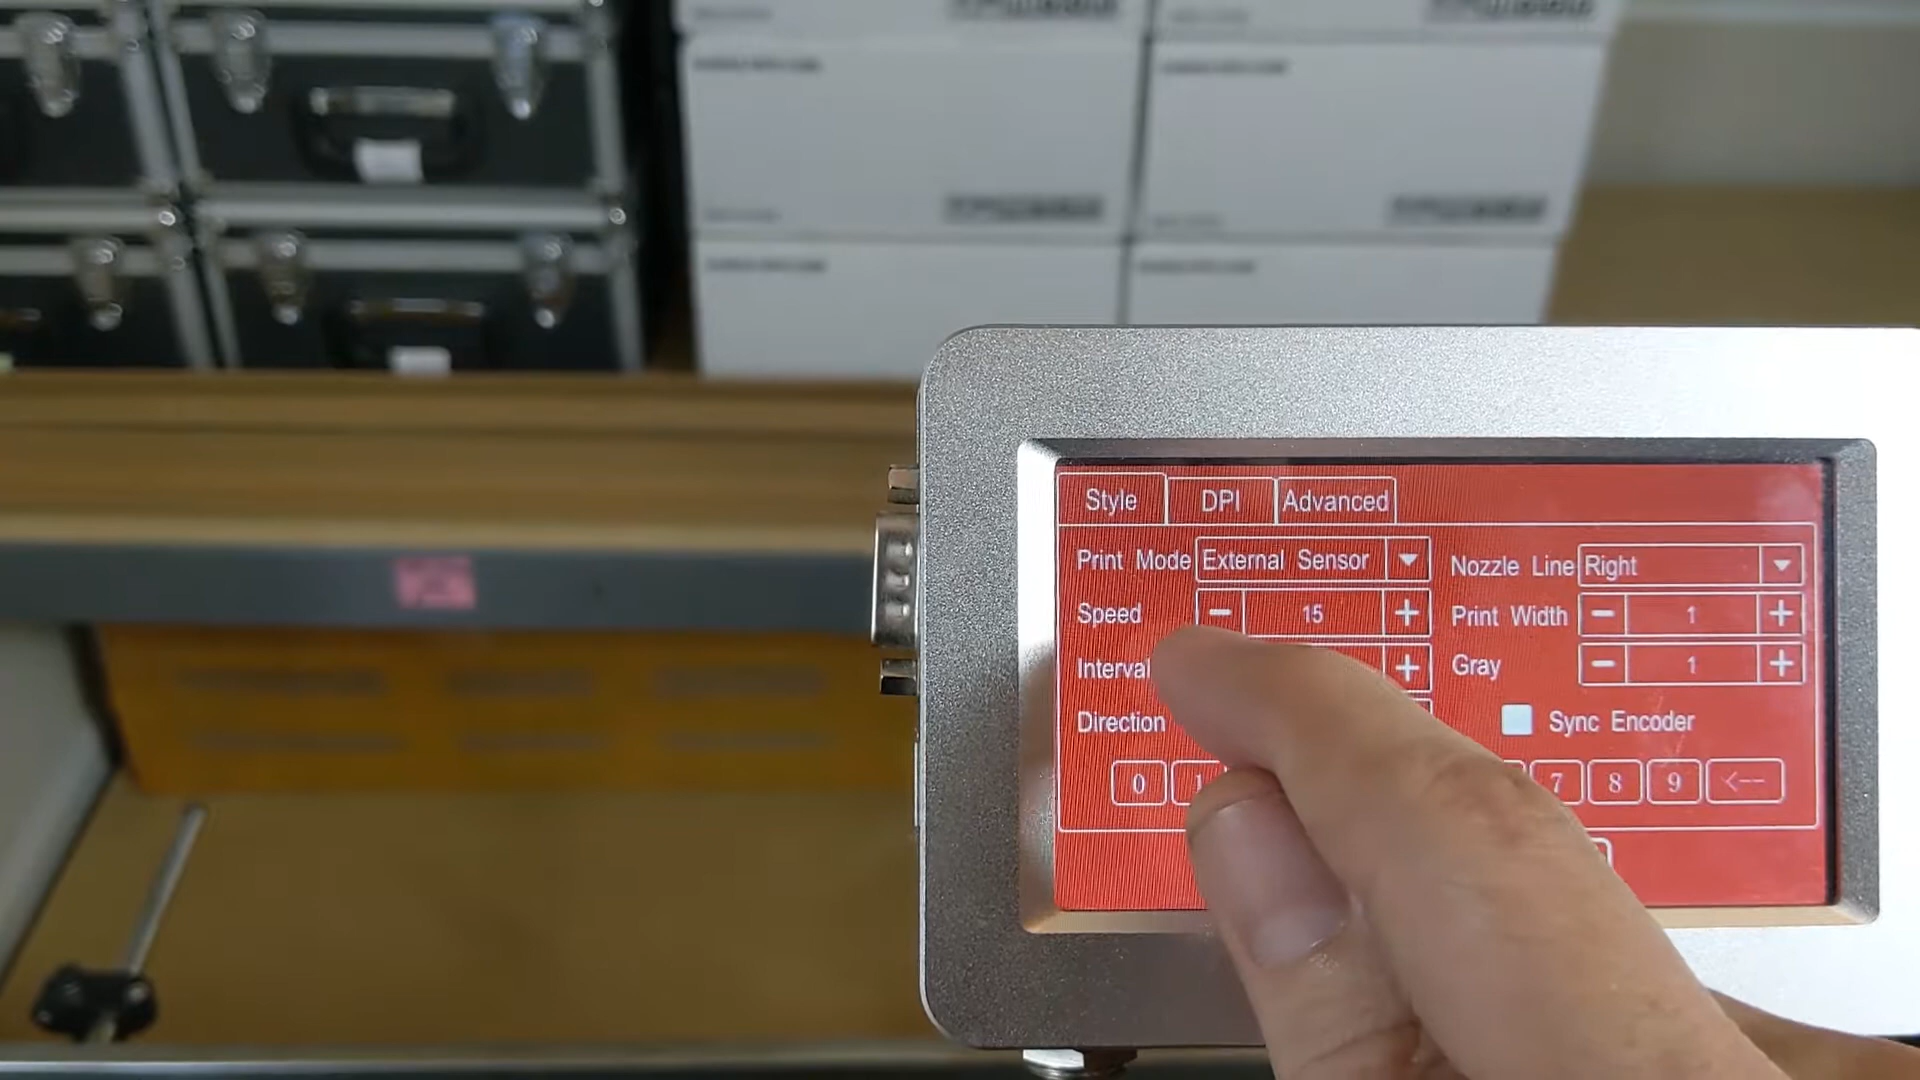 Style DPI Advanced
Print Mode External Sensor Nozzle Line Right
Speed - 15 + Print Width - 1 +
Interval + Gray - 1 +
Direction Sync Encoder
0 1 7 8 9 <--